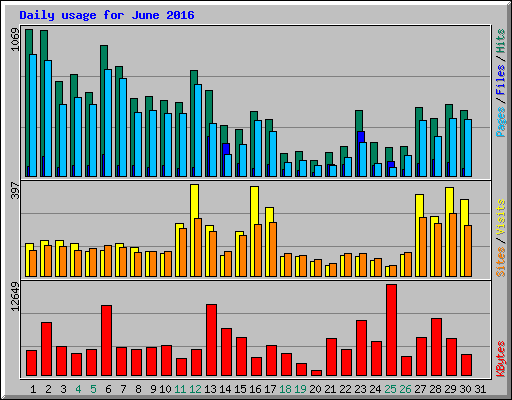 Daily usage for June 2016
1069
397
12649
Pages / Files / Hits
Sites / Visits
KBytes
1 2 3 4 5 6 7 8 9 10 11 12 13 14 15 16 17 18 19 20 21 22 23 24 25 26 27 28 29 30 31